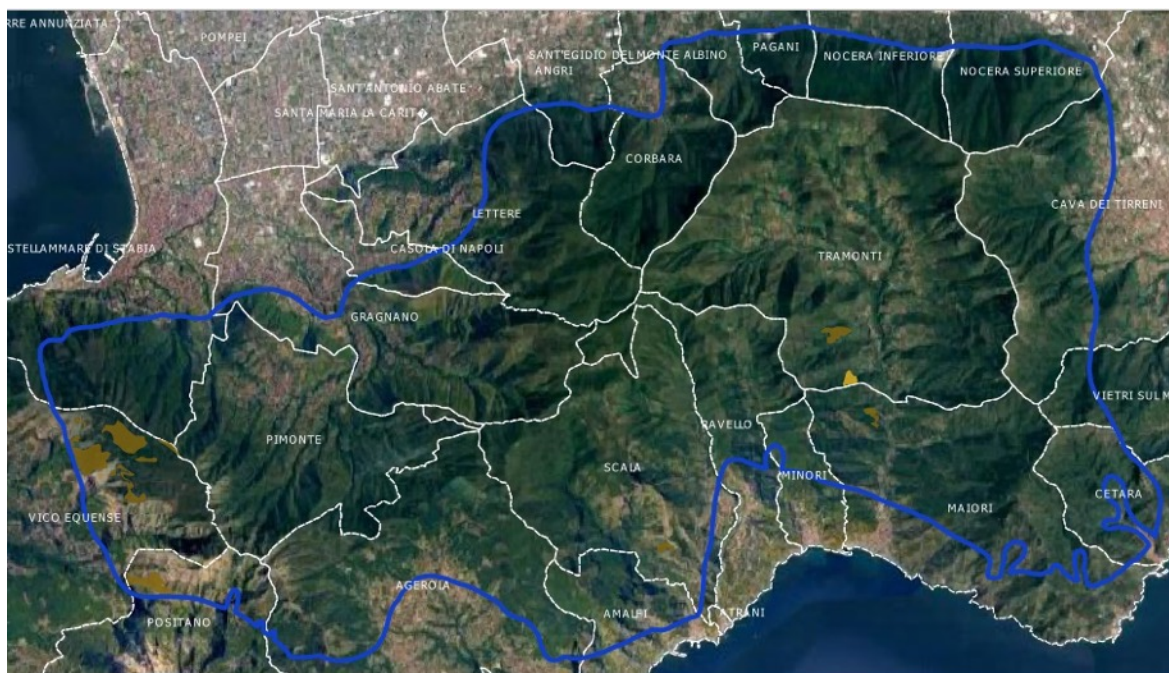 RRE ANNUNZIATA
POMPEI
SANT'EGIDIO DEL MONTE ALBINO
PAGANI
NOCERA INFERIORE
ANGRI
NOCERA SUPERIORE
SANT'ANTONIO ABATE
SANTA MARIA LA CARIT�
CORBARA
CAVA DEI TIRRENI
LETTERE
STELLAMMARE DI STABIA
CASOLA DI NAPOLI
TRAMONTI
GRAGNANO
VIETRI SUL M
RAVELLO
PIMONTE
SCALA
MINORI
CETARA
MAIORI
VICO EQUENSE
AGEROLA
AMALFI
ATRANI
POSITANO